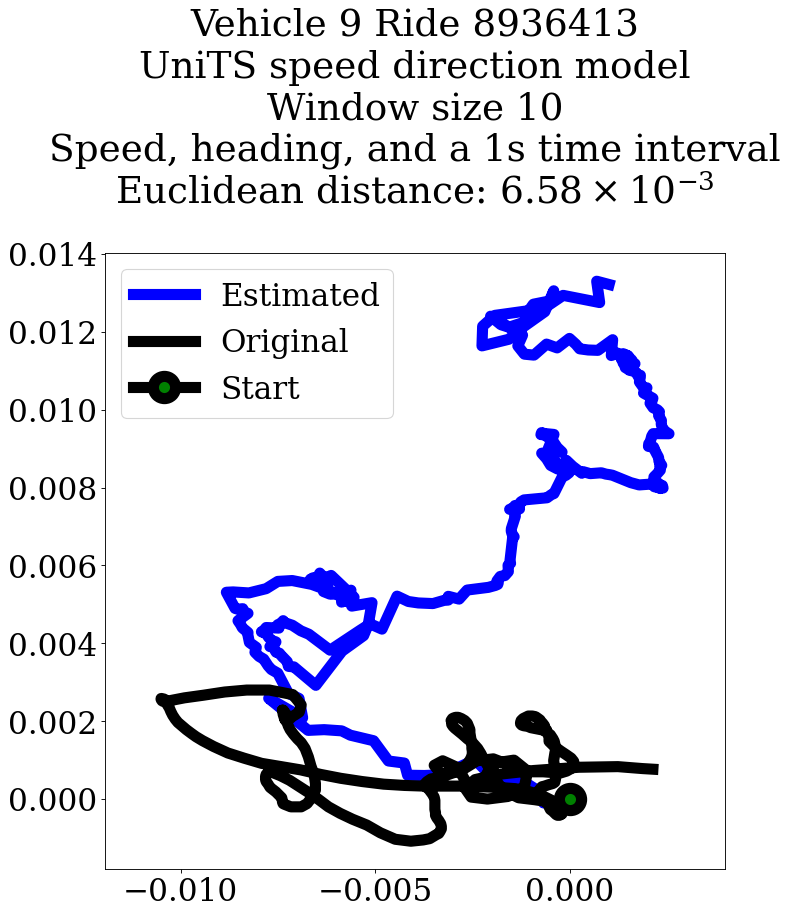 Vehicle 9 Ride 8936413
UniTS speed direction model
Window size 10
Speed, heading, and a 1s time interval
Euclidean distance: 6.58 × 10⁻³
0.014
0.012
0.010
0.008
0.006
0.004
0.002
0.000
Estimated
Original
Start
−0.010
−0.005
0.000